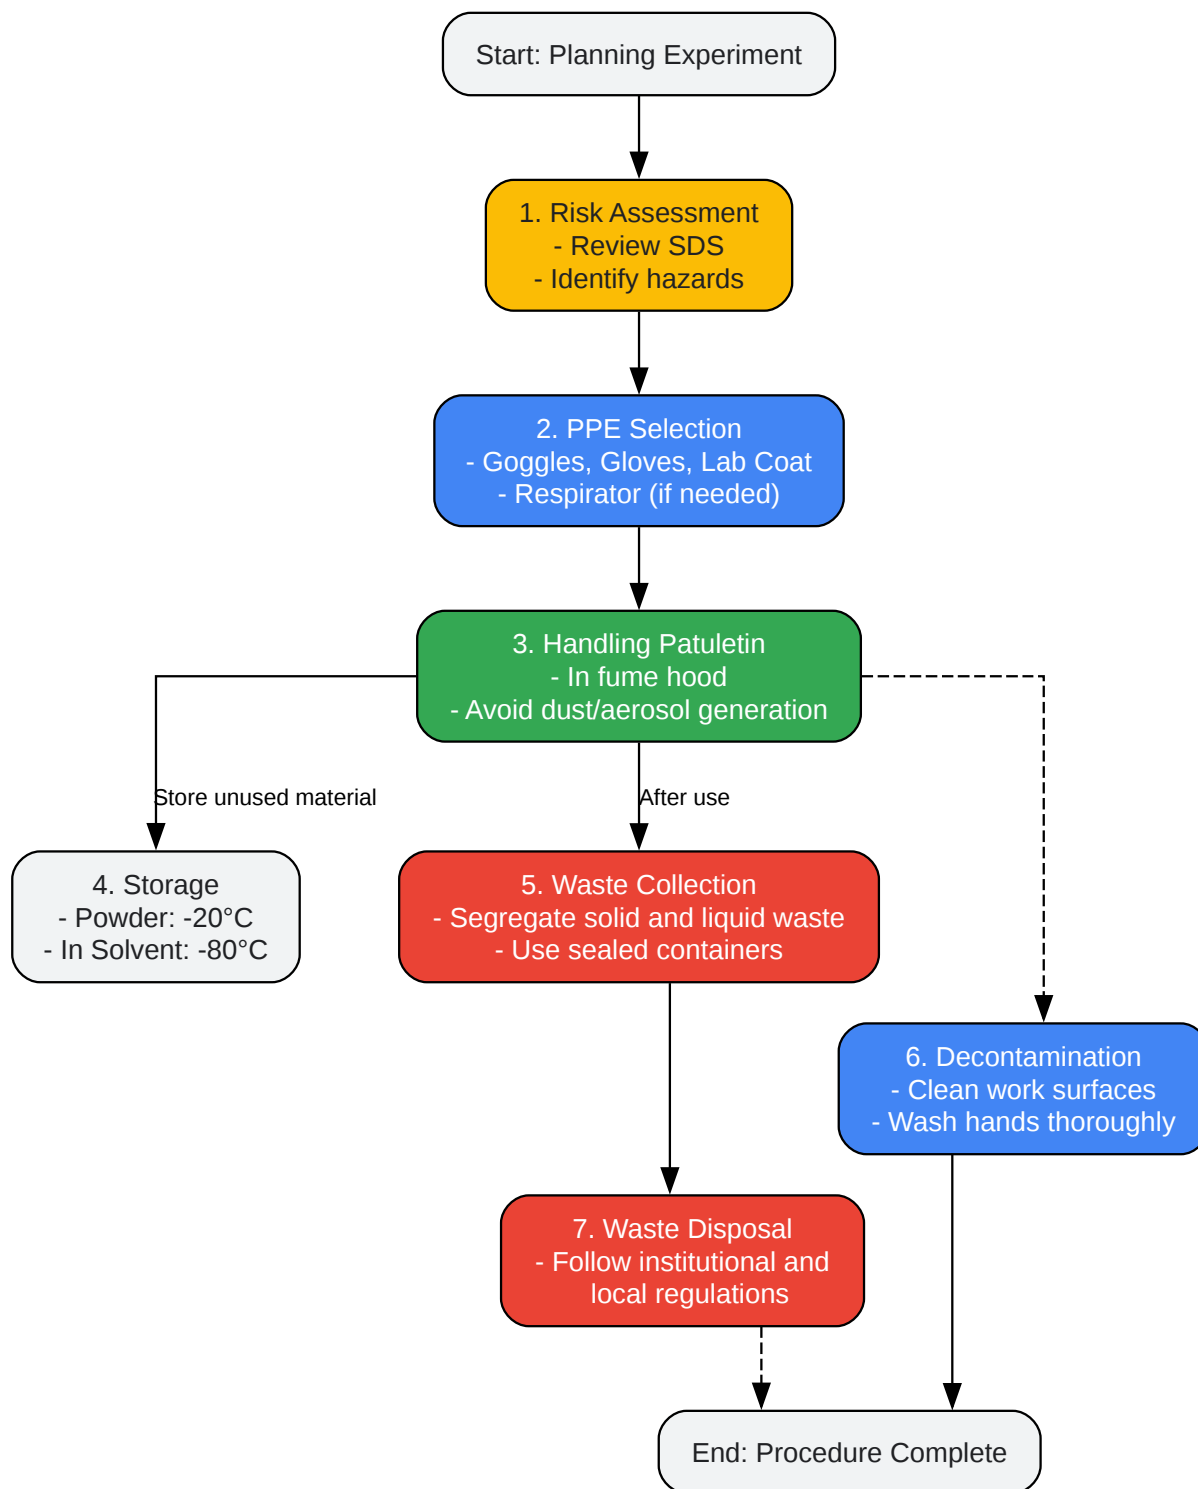 Start: Planning Experiment
1. Risk Assessment
- Review SDS
- Identify hazards
2. PPE Selection
- Goggles, Gloves, Lab Coat
- Respirator (if needed)
3. Handling Patuletin
- In fume hood
- Avoid dust/aerosol generation
Store unused material
After use
4. Storage
- Powder: -20°C
- In Solvent: -80°C
5. Waste Collection
- Segregate solid and liquid waste
- Use sealed containers
6. Decontamination
- Clean work surfaces
- Wash hands thoroughly
7. Waste Disposal
- Follow institutional and
local regulations
End: Procedure Complete